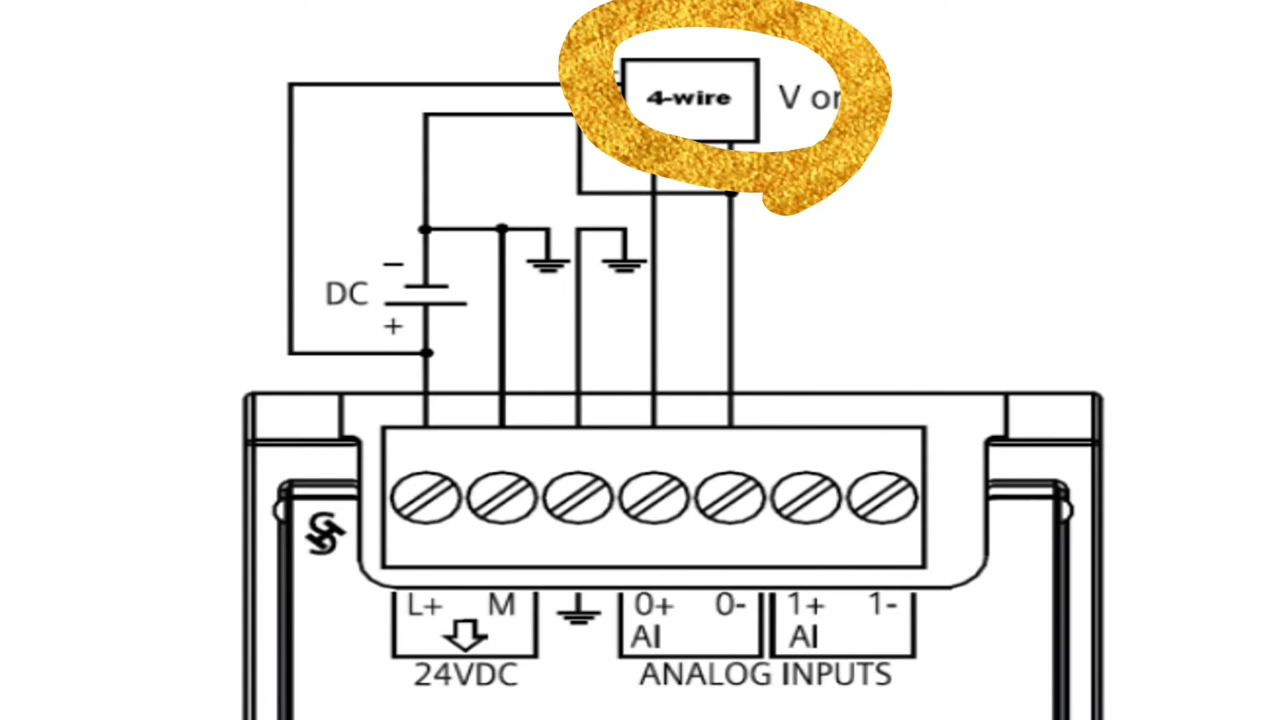 4-wire
V or
−
DC
+
L+ M 0+ 0- 1+ 1-
AI AI
24VDC ANALOG INPUTS